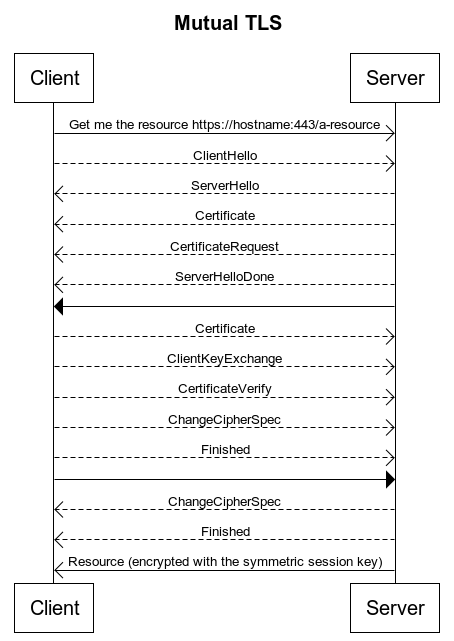 Mutual TLS
Client
Server
Get me the resource https://hostname:443/a-resource
ClientHello
ServerHello
Certificate
CertificateRequest
ServerHelloDone
Certificate
ClientKeyExchange
CertificateVerify
ChangeCipherSpec
Finished
ChangeCipherSpec
Finished
Resource (encrypted with the symmetric session key)
Client
Server